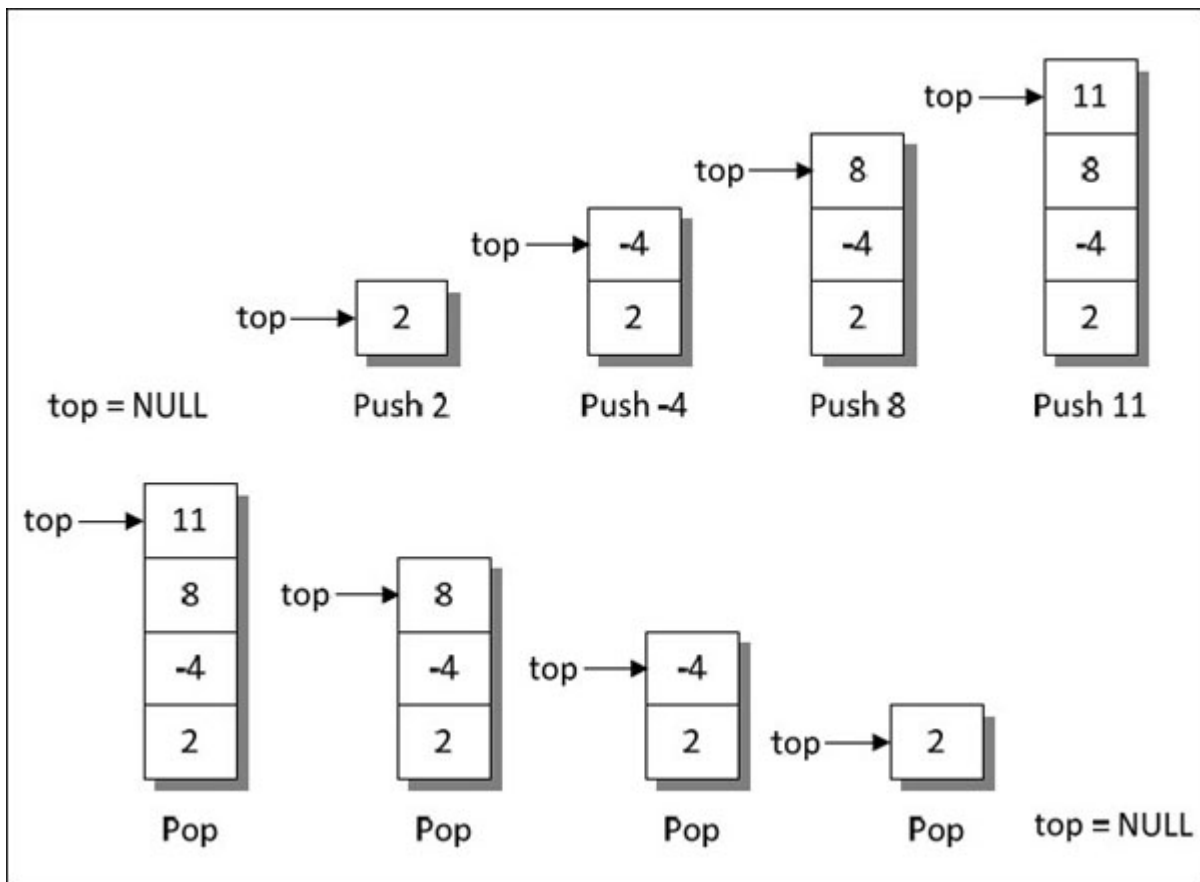 top 11
top 8 8
top -4 -4 -4
top 2 2 2 2
top = NULL Push 2 Push -4 Push 8 Push 11
top 11
8 top 8
-4 -4 top -4
2 2 2 top 2
Pop Pop Pop Pop top = NULL